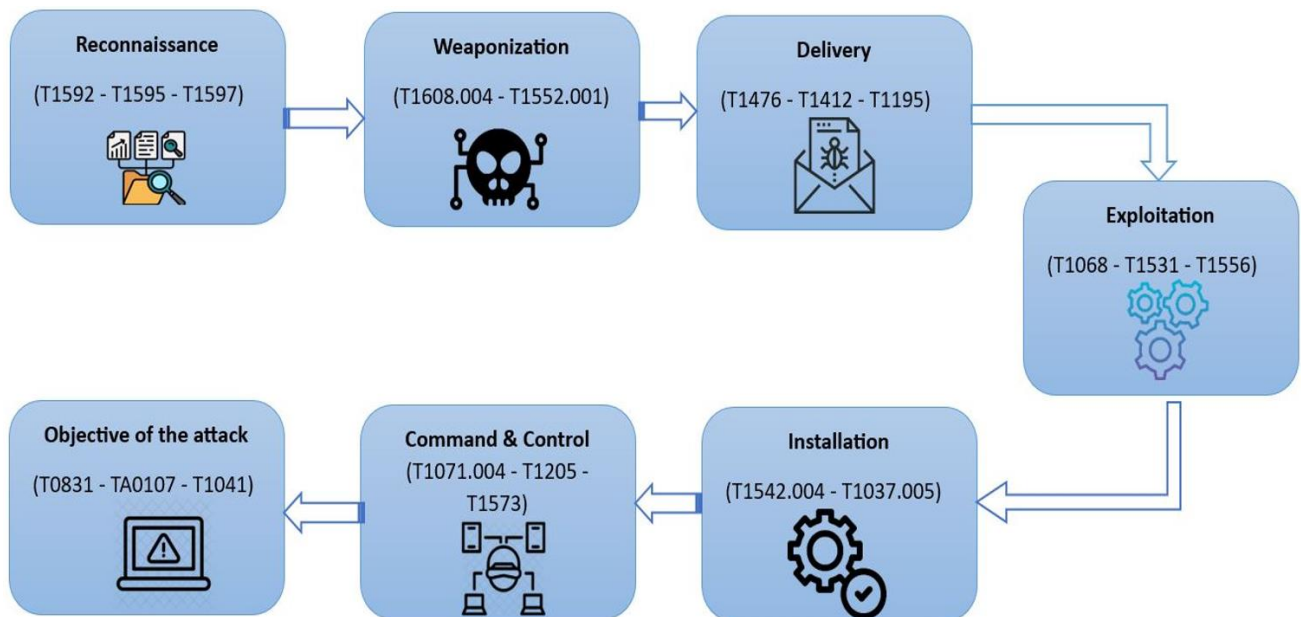 Reconnaissance
(T1592 - T1595 - T1597)
Weaponization
(T1608.004 - T1552.001)
Delivery
(T1476 - T1412 - T1195)
Exploitation
(T1068 - T1531 - T1556)
Installation
(T1542.004 - T1037.005)
Command & Control
(T1071.004 - T1205 -
T1573)
Objective of the attack
(T0831 - TA0107 - T1041)